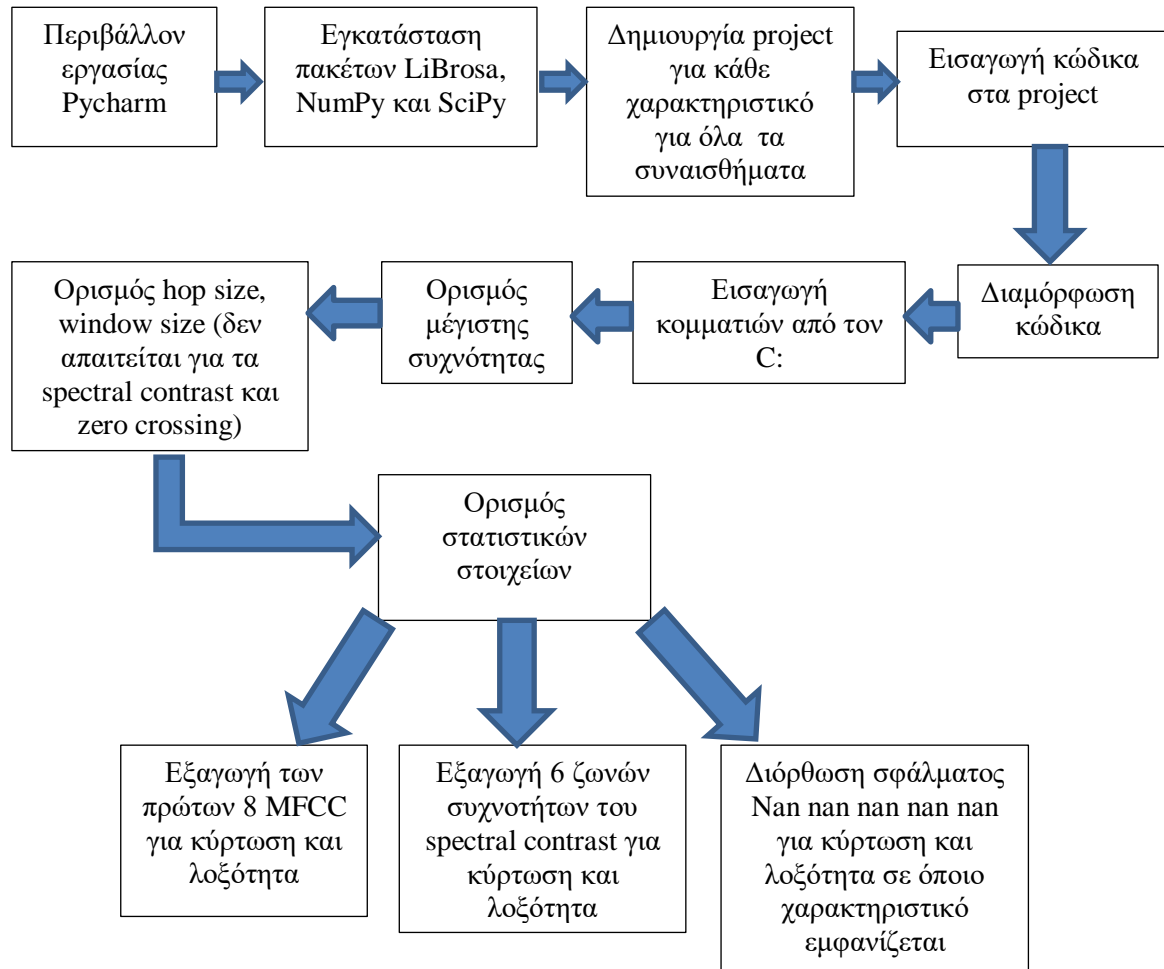 Περιβάλλον
εργασίας
Pycharm
Εγκατάσταση
πακέτων LiBrosa,
NumPy και SciPy
Δημιουργία project
για κάθε
χαρακτηριστικό
για όλα τα
συναισθήματα
Εισαγωγή κώδικα
στα project
Διαμόρφωση
κώδικα
Εισαγωγή
κομματιών από τον
C:
Ορισμός
μέγιστης
συχνότητας
Ορισμός hop size,
window size (δεν
απαιτείται για τα
spectral contrast και
zero crossing)
Ορισμός
στατιστικών
στοιχείων
Εξαγωγή των
πρώτων 8 MFCC
για κύρτωση και
λοξότητα
Εξαγωγή 6 ζωνών
συχνοτήτων του
spectral contrast για
κύρτωση και
λοξότητα
Διόρθωση σφάλματος
Nan nan nan nan nan
για κύρτωση και
λοξότητα σε όποιο
χαρακτηριστικό
εμφανίζεται